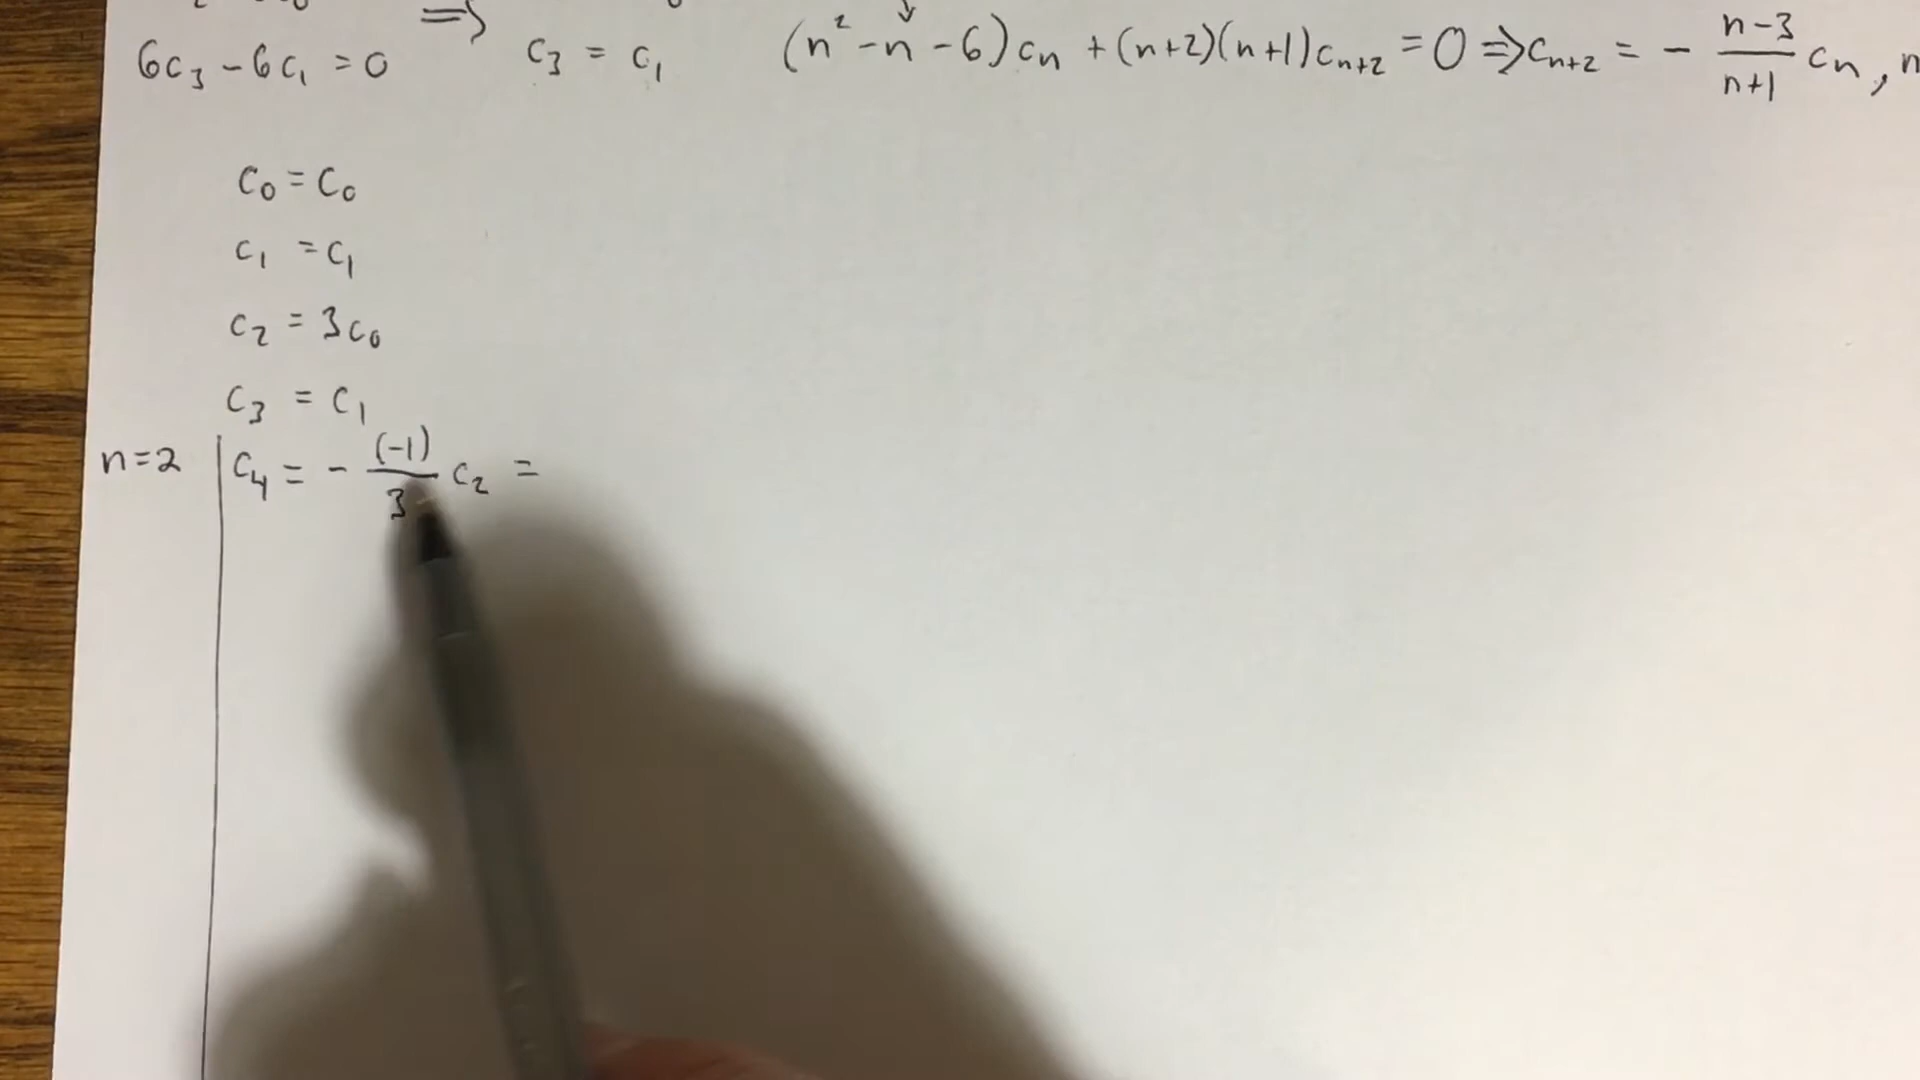 6c₃ - 6c₁ = 0 ⇒ c₃ = c₁ (n² - n - 6)cₙ + (n+2)(n+1)cₙ₊₂ = 0 ⇒ cₙ₊₂ = - (n-3)/(n+1) cₙ, n
c₀ = c₀
c₁ = c₁
c₂ = 3c₀
c₃ = c₁
n=2 | c₄ = - (-1)/3 c₂ =